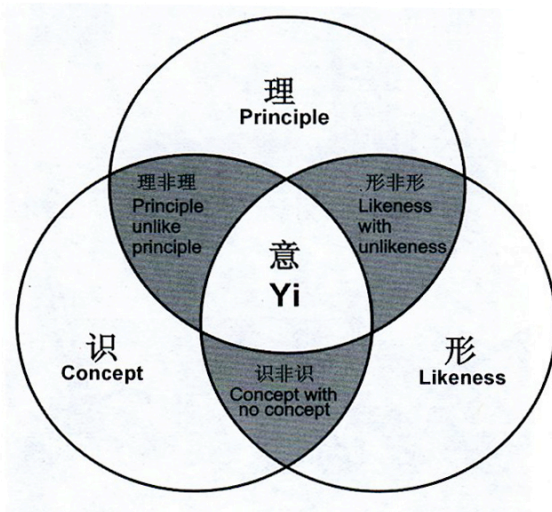 理
Principle
理非理
Principle
unlike
principle
形非形
Likeness
with
unlikeness
意
Yi
识
Concept
形
Likeness
识非识
Concept with
no concept